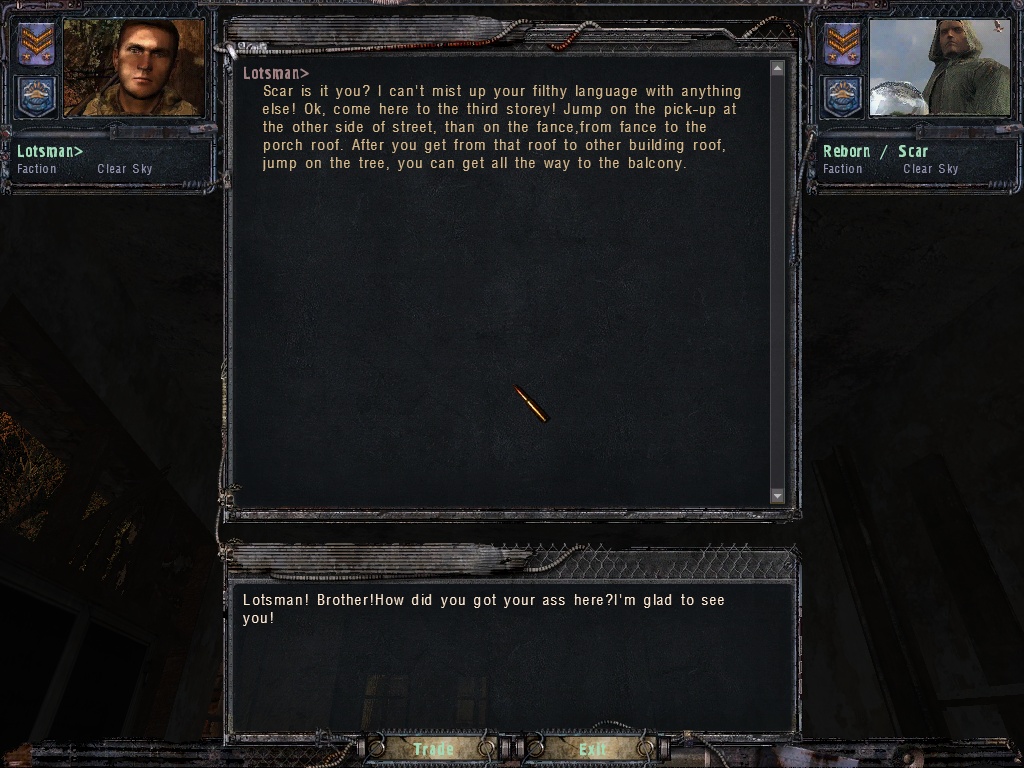 Lotsman>
Faction Clear Sky
Lotsman>
Scar is it you? I can't mist up your filthy language with anything
else! Ok, come here to the third storey! Jump on the pick-up at
the other side of street, than on the fance,from fance to the
porch roof. After you get from that roof to other building roof,
jump on the tree, you can get all the way to the balcony.
Reborn / Scar
Faction Clear Sky
Lotsman! Brother!How did you got your ass here?I'm glad to see
you!
Trade Exit